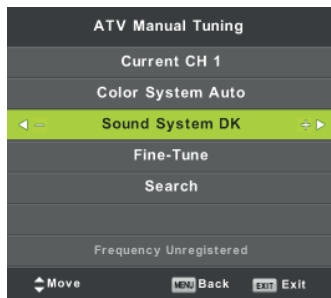 ATV Manual Tuning
Current CH 1
Color System Auto
Sound System DK
Fine-Tune
Search
Frequency Unregistered
Move MENU Back EXIT Exit